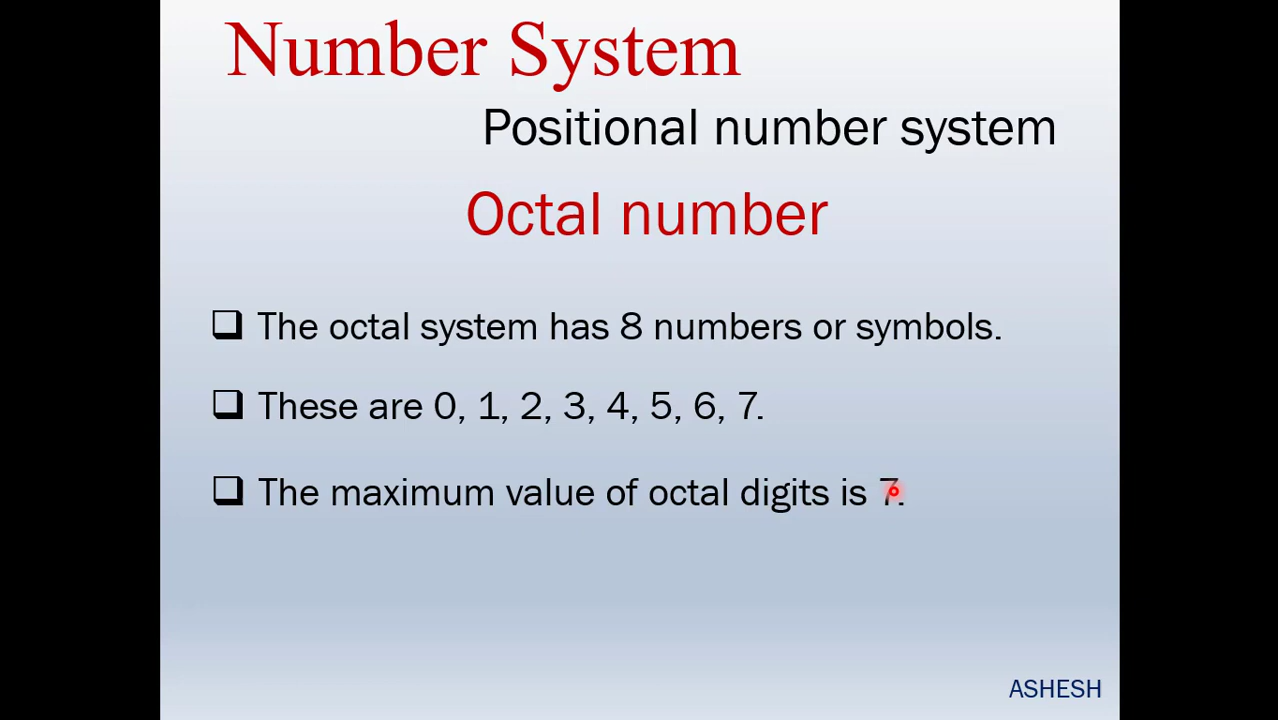 Number System
Positional number system
Octal number
The octal system has 8 numbers or symbols.
These are 0, 1, 2, 3, 4, 5, 6, 7.
The maximum value of octal digits is 7.
ASHESH